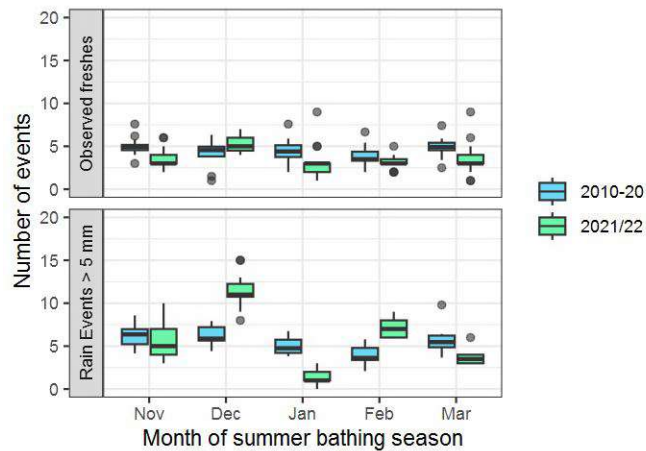 Number of events
Observed freshes
20
15
10
5
0
Rain Events > 5 mm
20
15
10
5
0
Nov Dec Jan Feb Mar
Month of summer bathing season
2010-20
2021/22